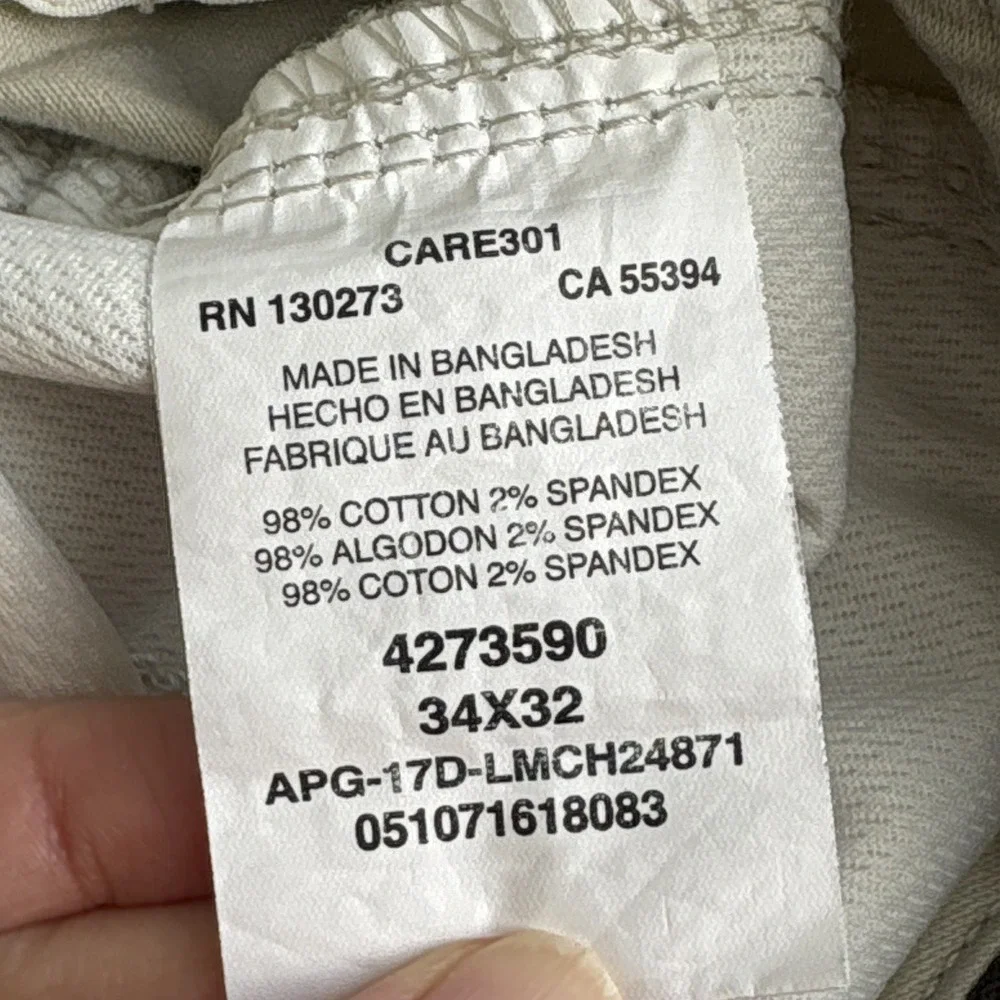 CARE301
RN 130273 CA 55394
MADE IN BANGLADESH
HECHO EN BANGLADESH
FABRIQUE AU BANGLADESH
98% COTTON 2% SPANDEX
98% ALGODON 2% SPANDEX
98% COTON 2% SPANDEX
4273590
34X32
APG-17D-LMCH24871
051071618083